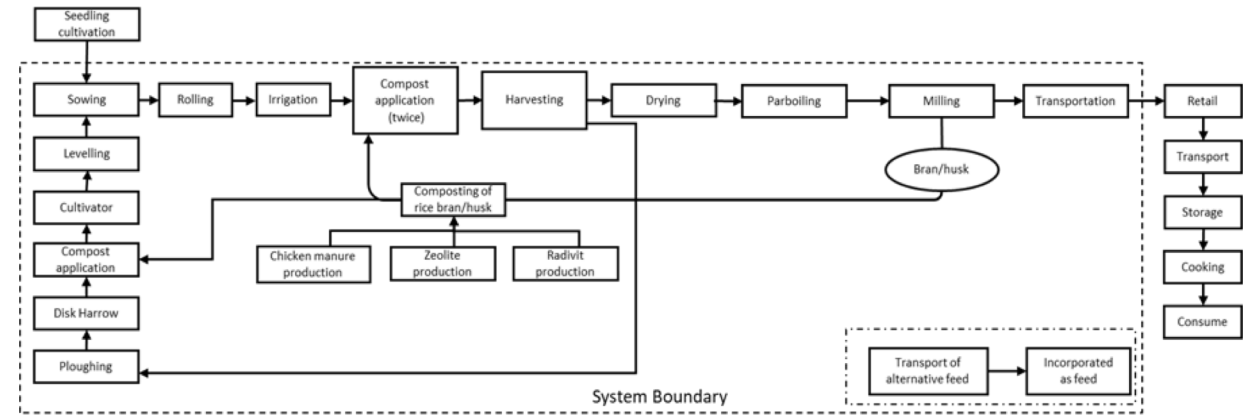 Seedling
cultivation
Sowing
Rolling
Irrigation
Compost
application
(twice)
Harvesting
Drying
Parboiling
Milling
Transportation
Retail
Levelling
Bran/husk
Transport
Cultivator
Composting of
rice bran/husk
Storage
Compost
application
Chicken manure
production
Zeolite
production
Radivit
production
Cooking
Disk Harrow
Consume
Ploughing
Transport of
alternative feed
Incorporated
as feed
System Boundary